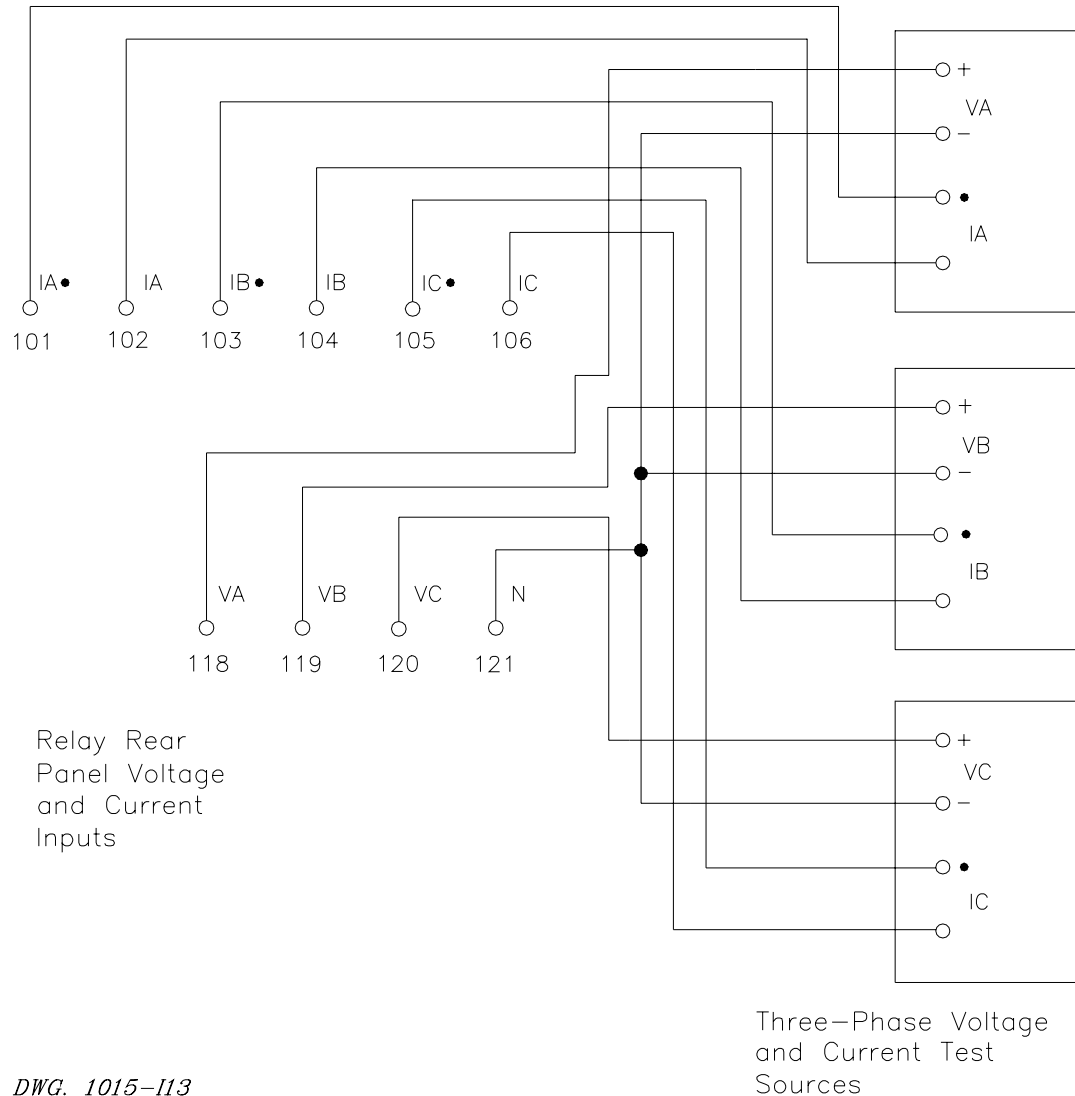 +
VA
-
•
IA
IA• IA IB• IB IC• IC
101 102 103 104 105 106
+
VB
-
•
IB
VA VB VC N
118 119 120 121
+
VC
-
•
IC
Relay Rear
Panel Voltage
and Current
Inputs
Three-Phase Voltage
and Current Test
Sources
DWG. 1015-I13